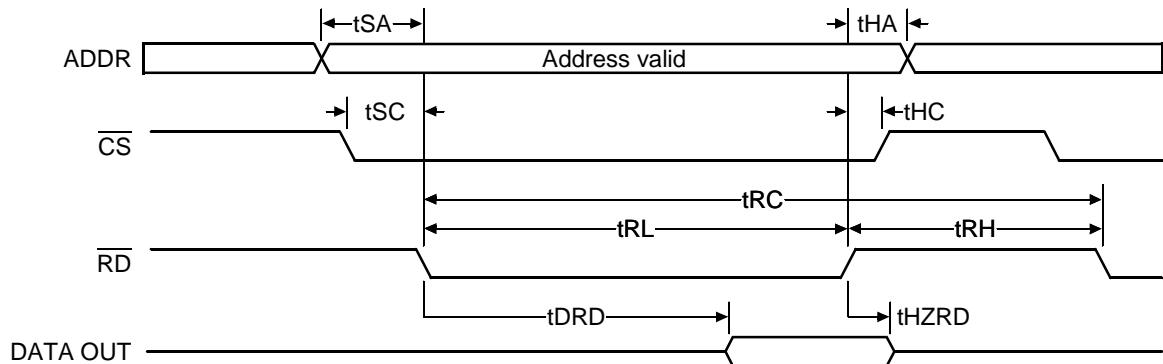 tSA
tHA
ADDR
Address valid
tSC
tHC
CS
tRC
tRL
tRH
RD
tDRD
tHZRD
DATA OUT